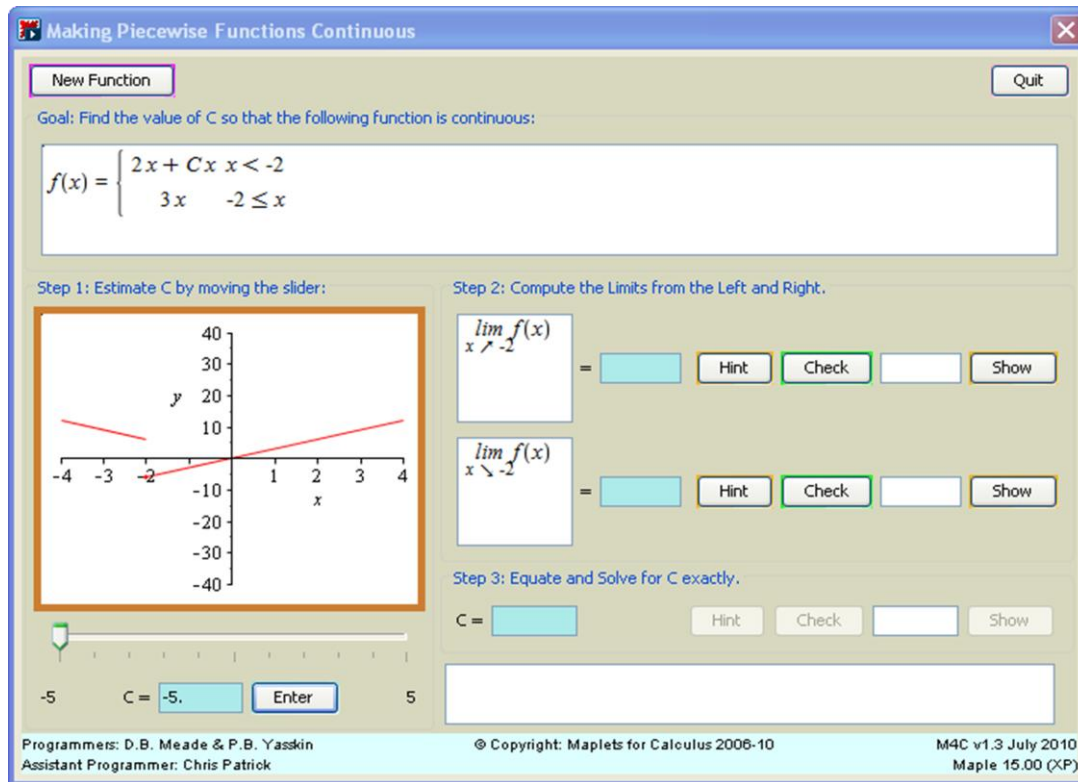 Making Piecewise Functions Continuous
New Function
Quit
Goal: Find the value of C so that the following function is continuous:
f(x) = { 2x + Cx x < -2
3x -2 ≤ x
Step 1: Estimate C by moving the slider:
40
30
y 20
10
-4 -3 -2 1 2 3 4
-10
x
-20
-30
-40
-5 C = -5. Enter 5
Step 2: Compute the Limits from the Left and Right.
lim f(x)
x ↗ -2
= Hint Check Show
lim f(x)
x ↘ -2
= Hint Check Show
Step 3: Equate and Solve for C exactly.
C = Hint Check Show
Programmers: D.B. Meade & P.B. Yasskin © Copyright: Maplets for Calculus 2006-10 M4C v1.3 July 2010
Assistant Programmer: Chris Patrick Maple 15.00 (XP)